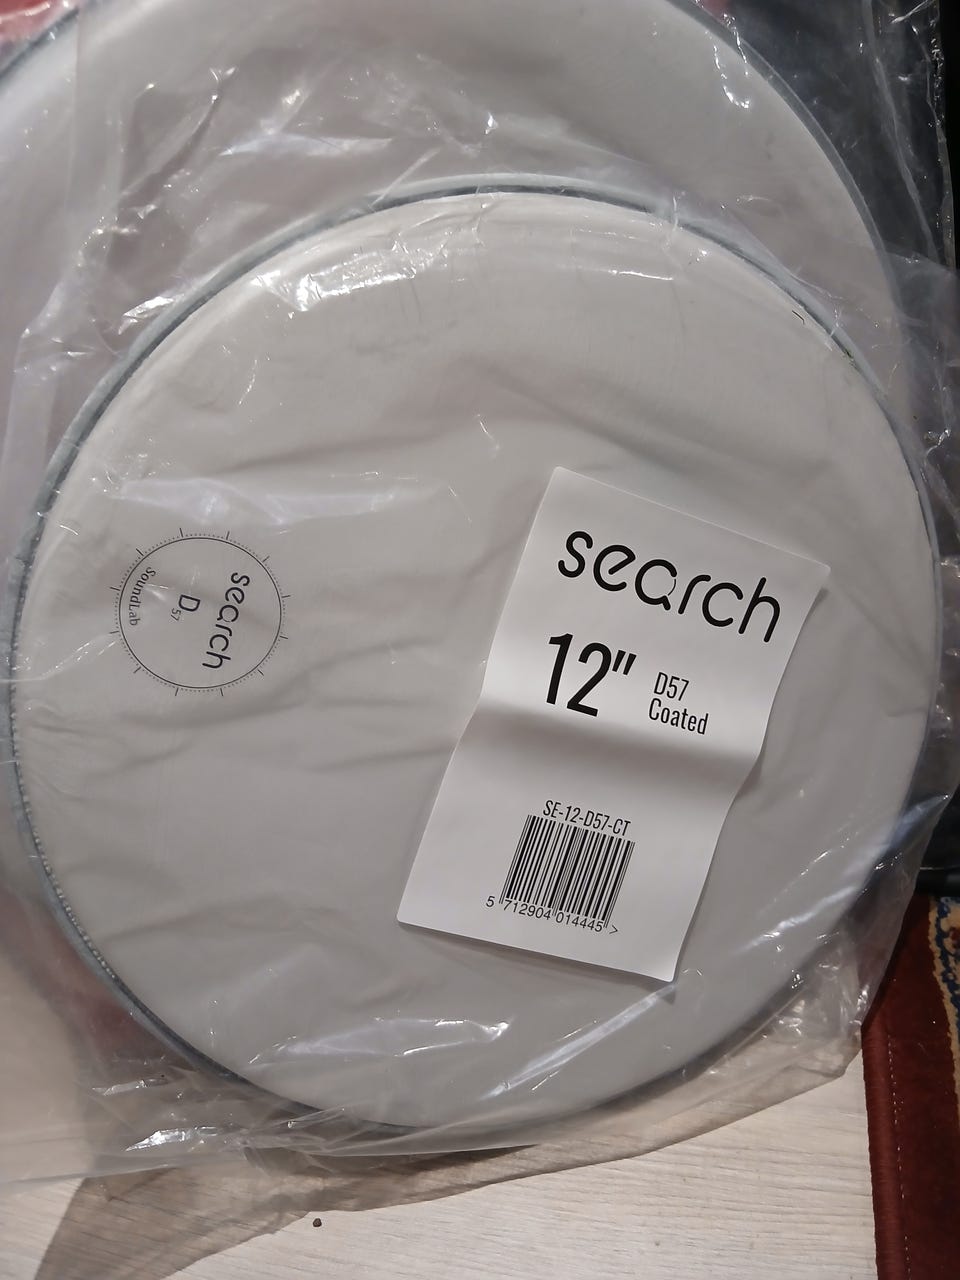 search
D57
SoundLab
search
12" D57
Coated
SE-12-D57-CT
5 712904 014445 >